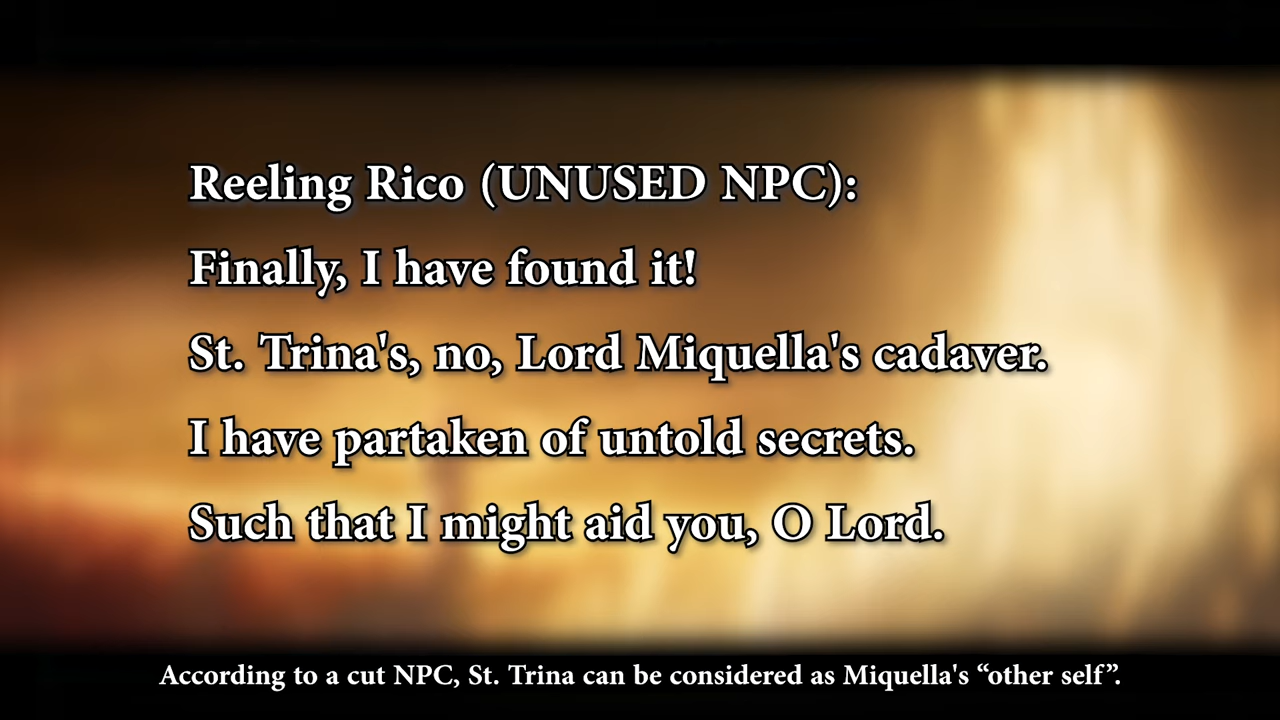 Reeling Rico (UNUSED NPC):
Finally, I have found it!
St. Trina's, no, Lord Miquella's cadaver.
I have partaken of untold secrets.
Such that I might aid you, O Lord.
According to a cut NPC, St. Trina can be considered as Miquella's “other self”.